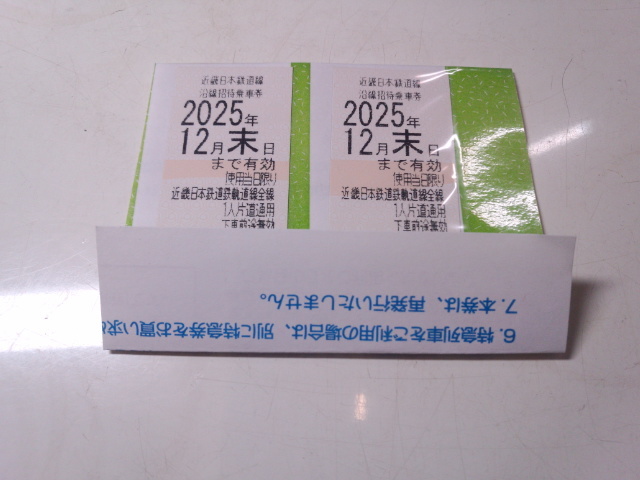 近畿日本鉄道線
沿線招待乗車券
2025年
12月末日
まで有効
(使用当日限り)
近畿日本鉄道鉄軌道線全線
1人片道通用
下車前途無効
近畿日本鉄道線
沿線招待乗車券
2025年
12月末日
まで有効
(使用当日限り)
近畿日本鉄道鉄軌道線全線
1人片道通用
下車前途無効
6. 特急列車をご利用の場合は、別に特急券をお買い求め
7. 本券は、再発行いたしません。